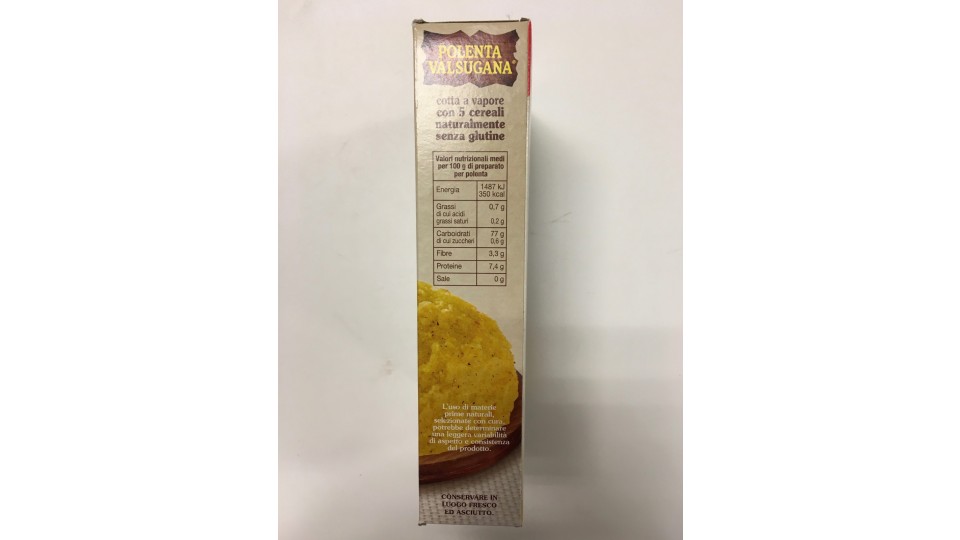 POLENTA
VALSUGANA®
cotta a vapore
con 5 cereali
naturalmente
senza glutine
Valori nutrizionali medi
per 100 g di preparato
per polenta
Energia 1487 kJ
350 kcal
Grassi 0,7 g
di cui acidi
grassi saturi 0,2 g
Carboidrati 77 g
di cui zuccheri 0,6 g
Fibre 3,3 g
Proteine 7,4 g
Sale 0 g
L'uso di materie
prime naturali,
selezionate con cura,
potrebbe determinare
una leggera variabilità
di aspetto e consistenza
del prodotto.
CONSERVARE IN
LUOGO FRESCO
ED ASCIUTTO.